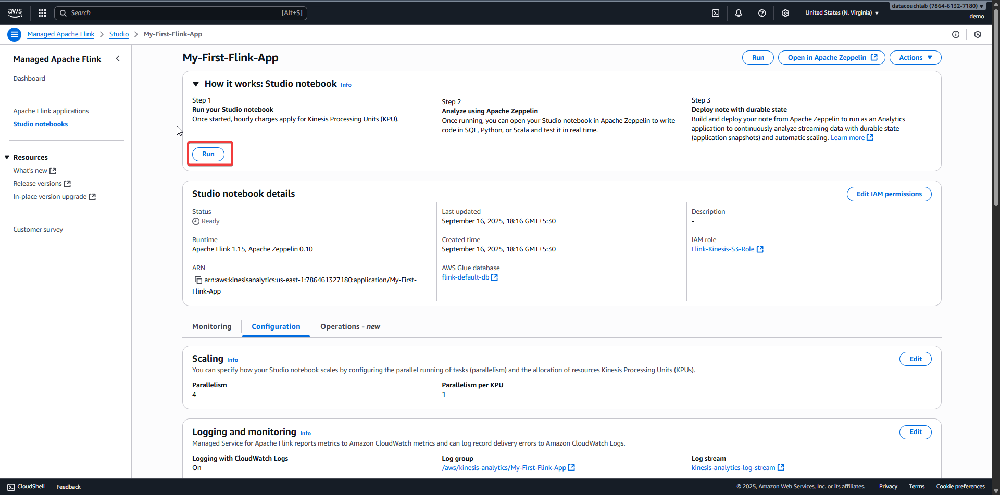 aws
Search
[Alt+S]
United States (N. Virginia)
datacouchlab (7864-6132-7180)
demo
Managed Apache Flink
Studio
My-First-Flink-App
Managed Apache Flink
Dashboard
Apache Flink applications
Studio notebooks
Resources
What's new
Release versions
In-place version upgrade
Customer survey
My-First-Flink-App
Run
Open in Apache Zeppelin
Actions
How it works: Studio notebook Info
Step 1
Run your Studio notebook
Once started, hourly charges apply for Kinesis Processing Units (KPU).
Run
Step 2
Analyze using Apache Zeppelin
Once running, you can open your Studio notebook in Apache Zeppelin to write
code in SQL, Python, or Scala and test it in real time.
Step 3
Deploy note with durable state
Build and deploy your note from Apache Zeppelin to run as an Analytics
application to continuously analyze streaming data with durable state
(application snapshots) and automatic scaling. Learn more
Studio notebook details
Edit IAM permissions
Status
Ready
Runtime
Apache Flink 1.15, Apache Zeppelin 0.10
ARN
arn:aws:kinesisanalytics:us-east-1:786461327180:application/My-First-
Flink-App
Last updated
September 16, 2025, 18:16 GMT+5:30
Created time
September 16, 2025, 18:16 GMT+5:30
AWS Glue database
flink-default-db
Description
-
IAM role
Flink-Kinesis-S3-Role
Monitoring
Configuration
Operations - new
Scaling Info
Edit
You can specify how your Studio notebook scales by configuring the parallel running of tasks (parallelism) and the allocation of resources Kinesis Processing Units (KPUs).
Parallelism
4
Parallelism per KPU
1
Logging and monitoring Info
Edit
Managed Service for Apache Flink reports metrics to Amazon CloudWatch metrics and can log record delivery errors to Amazon CloudWatch Logs.
Logging with CloudWatch Logs
On
Log group
/aws/kinesis-analytics/My-First-Flink-App
Log stream
kinesis-analytics-log-stream
CloudShell
Feedback
© 2025, Amazon Web Services, Inc. or its affiliates.
Privacy
Terms
Cookie preferences